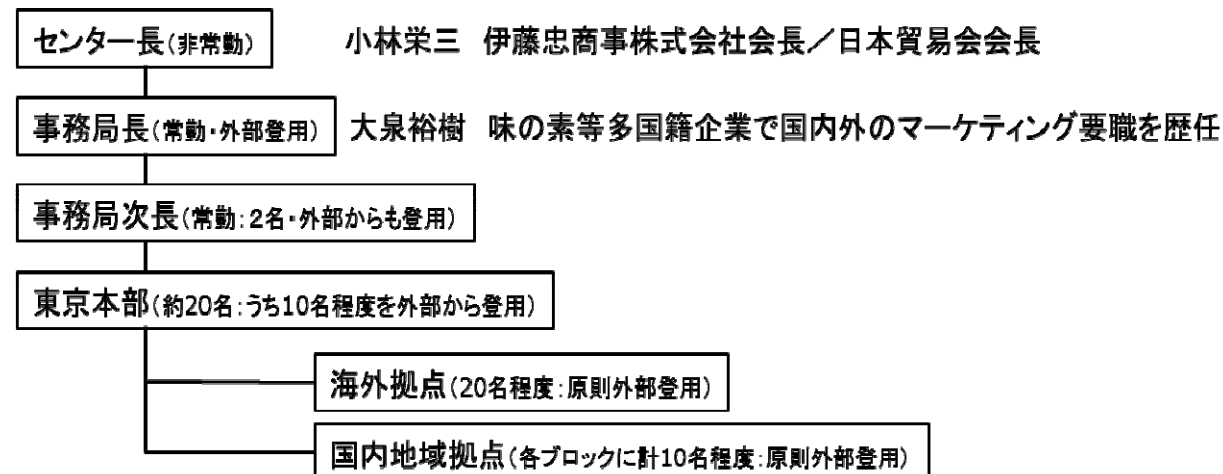 センター長(非常勤) 小林栄三 伊藤忠商事株式会社会長／日本貿易会会長
事務局長(常勤・外部登用) 大泉裕樹 味の素等多国籍企業で国内外のマーケティング要職を歴任
事務局次長(常勤:2名・外部からも登用)
東京本部(約20名:うち10名程度を外部から登用)
海外拠点(20名程度:原則外部登用)
国内地域拠点(各ブロックに計10名程度:原則外部登用)